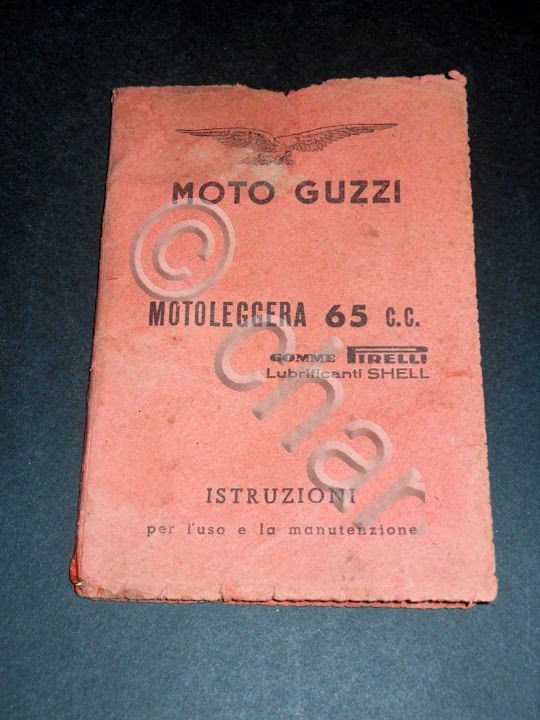 MOTO GUZZI
MOTOLEGGERA 65 C.C.
GOMME PIRELLI
Lubrificanti SHELL
ISTRUZIONI
per l'uso e la manutenzione
© char